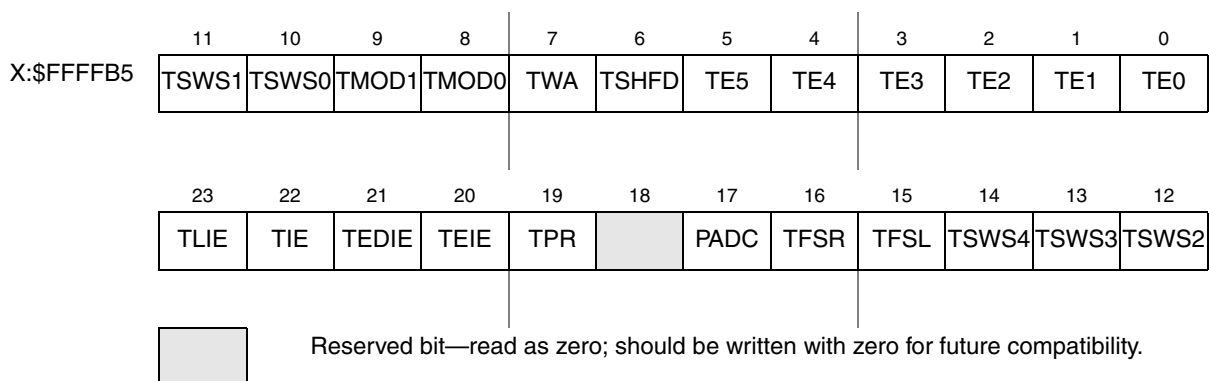 11 10 9 8 7 6 5 4 3 2 1 0
X:$FFFFB5 TSWS1 TSWS0 TMOD1 TMOD0 TWA TSHFD TE5 TE4 TE3 TE2 TE1 TE0
23 22 21 20 19 18 17 16 15 14 13 12
TLIE TIE TEDIE TEIE TPR PADC TFSR TFSL TSWS4 TSWS3 TSWS2
Reserved bit—read as zero; should be written with zero for future compatibility.